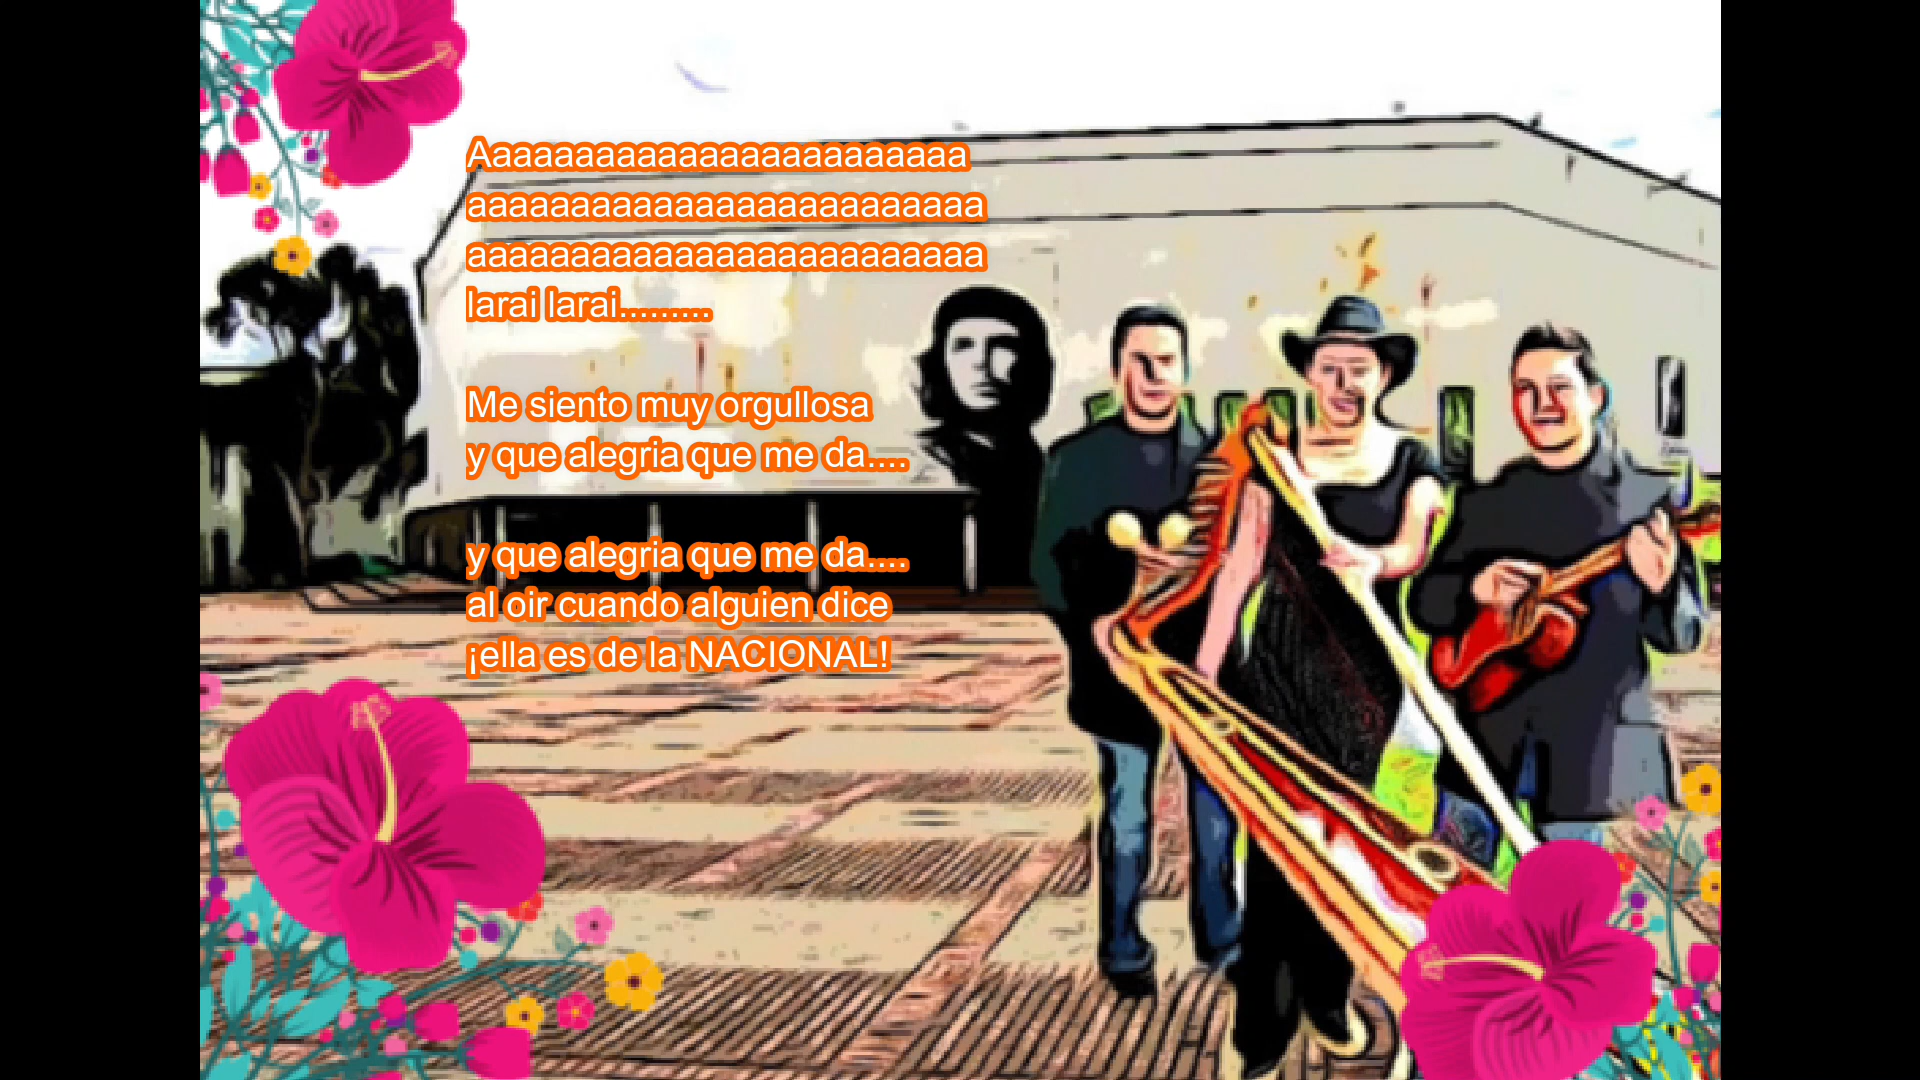 Aaaaaaaaaaaaaaaaaaaaaaaa
aaaaaaaaaaaaaaaaaaaaaaaaa
aaaaaaaaaaaaaaaaaaaaaaaaa
larai larai.........
Me siento muy orgullosa
y que alegria que me da....
y que alegria que me da....
al oir cuando alguien dice
¡ella es de la NACIONAL!